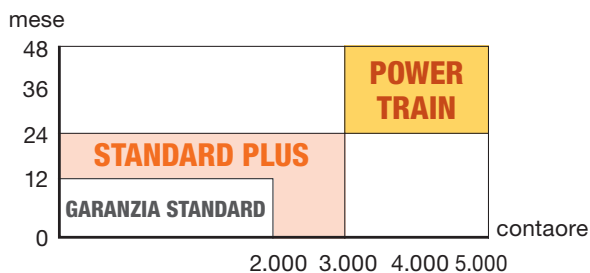 mese
48
36
24
12
0
POWER
TRAIN
STANDARD PLUS
GARANZIA STANDARD
contaore
2.000 3.000 4.000 5.000